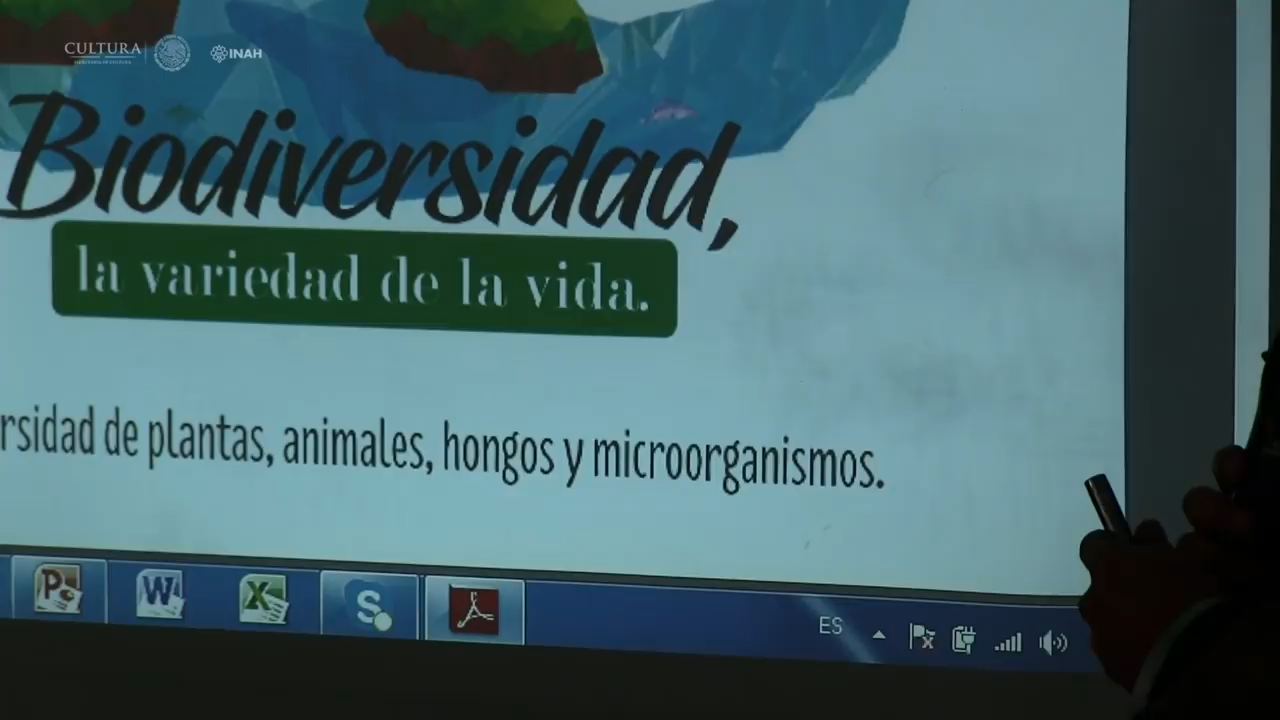 CULTURA
INAH
Biodiversidad,
la variedad de la vida.
rsidad de plantas, animales, hongos y microorganismos.
P W X S
ES